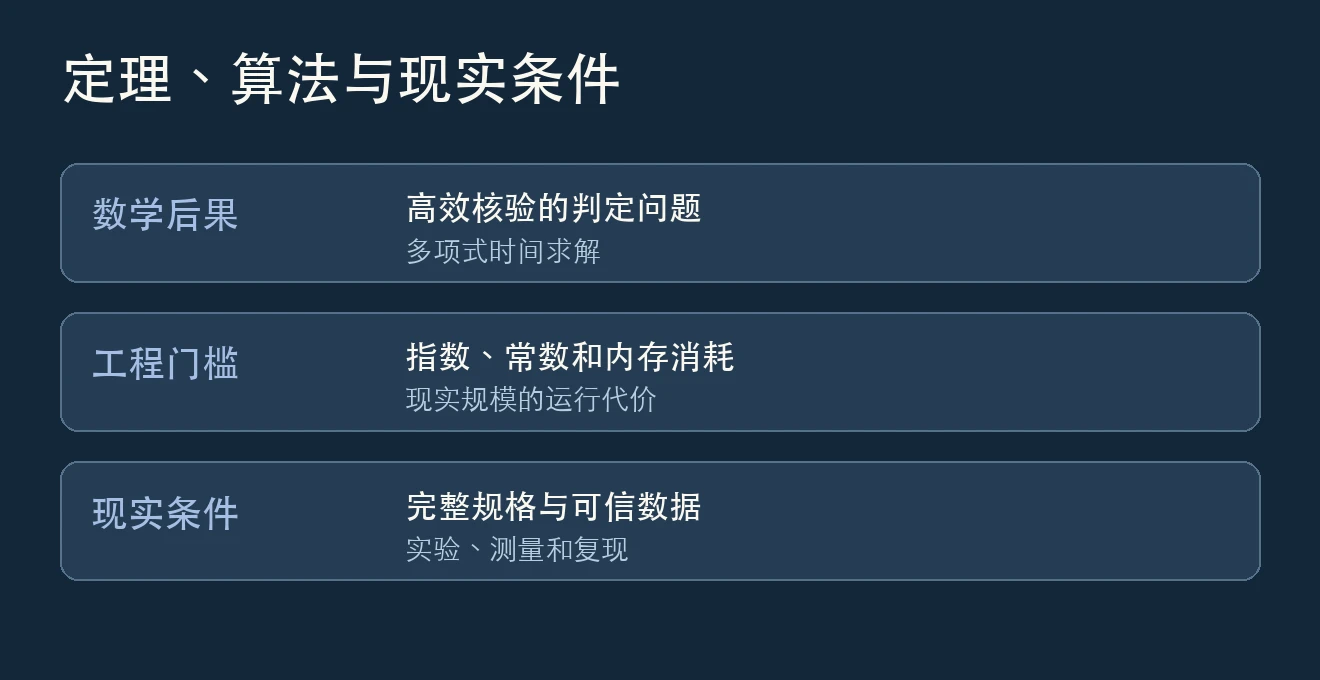 定理、算法与现实条件
数学后果
高效核验的判定问题
多项式时间求解
工程门槛
指数、常数和内存消耗
现实规模的运行代价
现实条件
完整规格与可信数据
实验、测量和复现